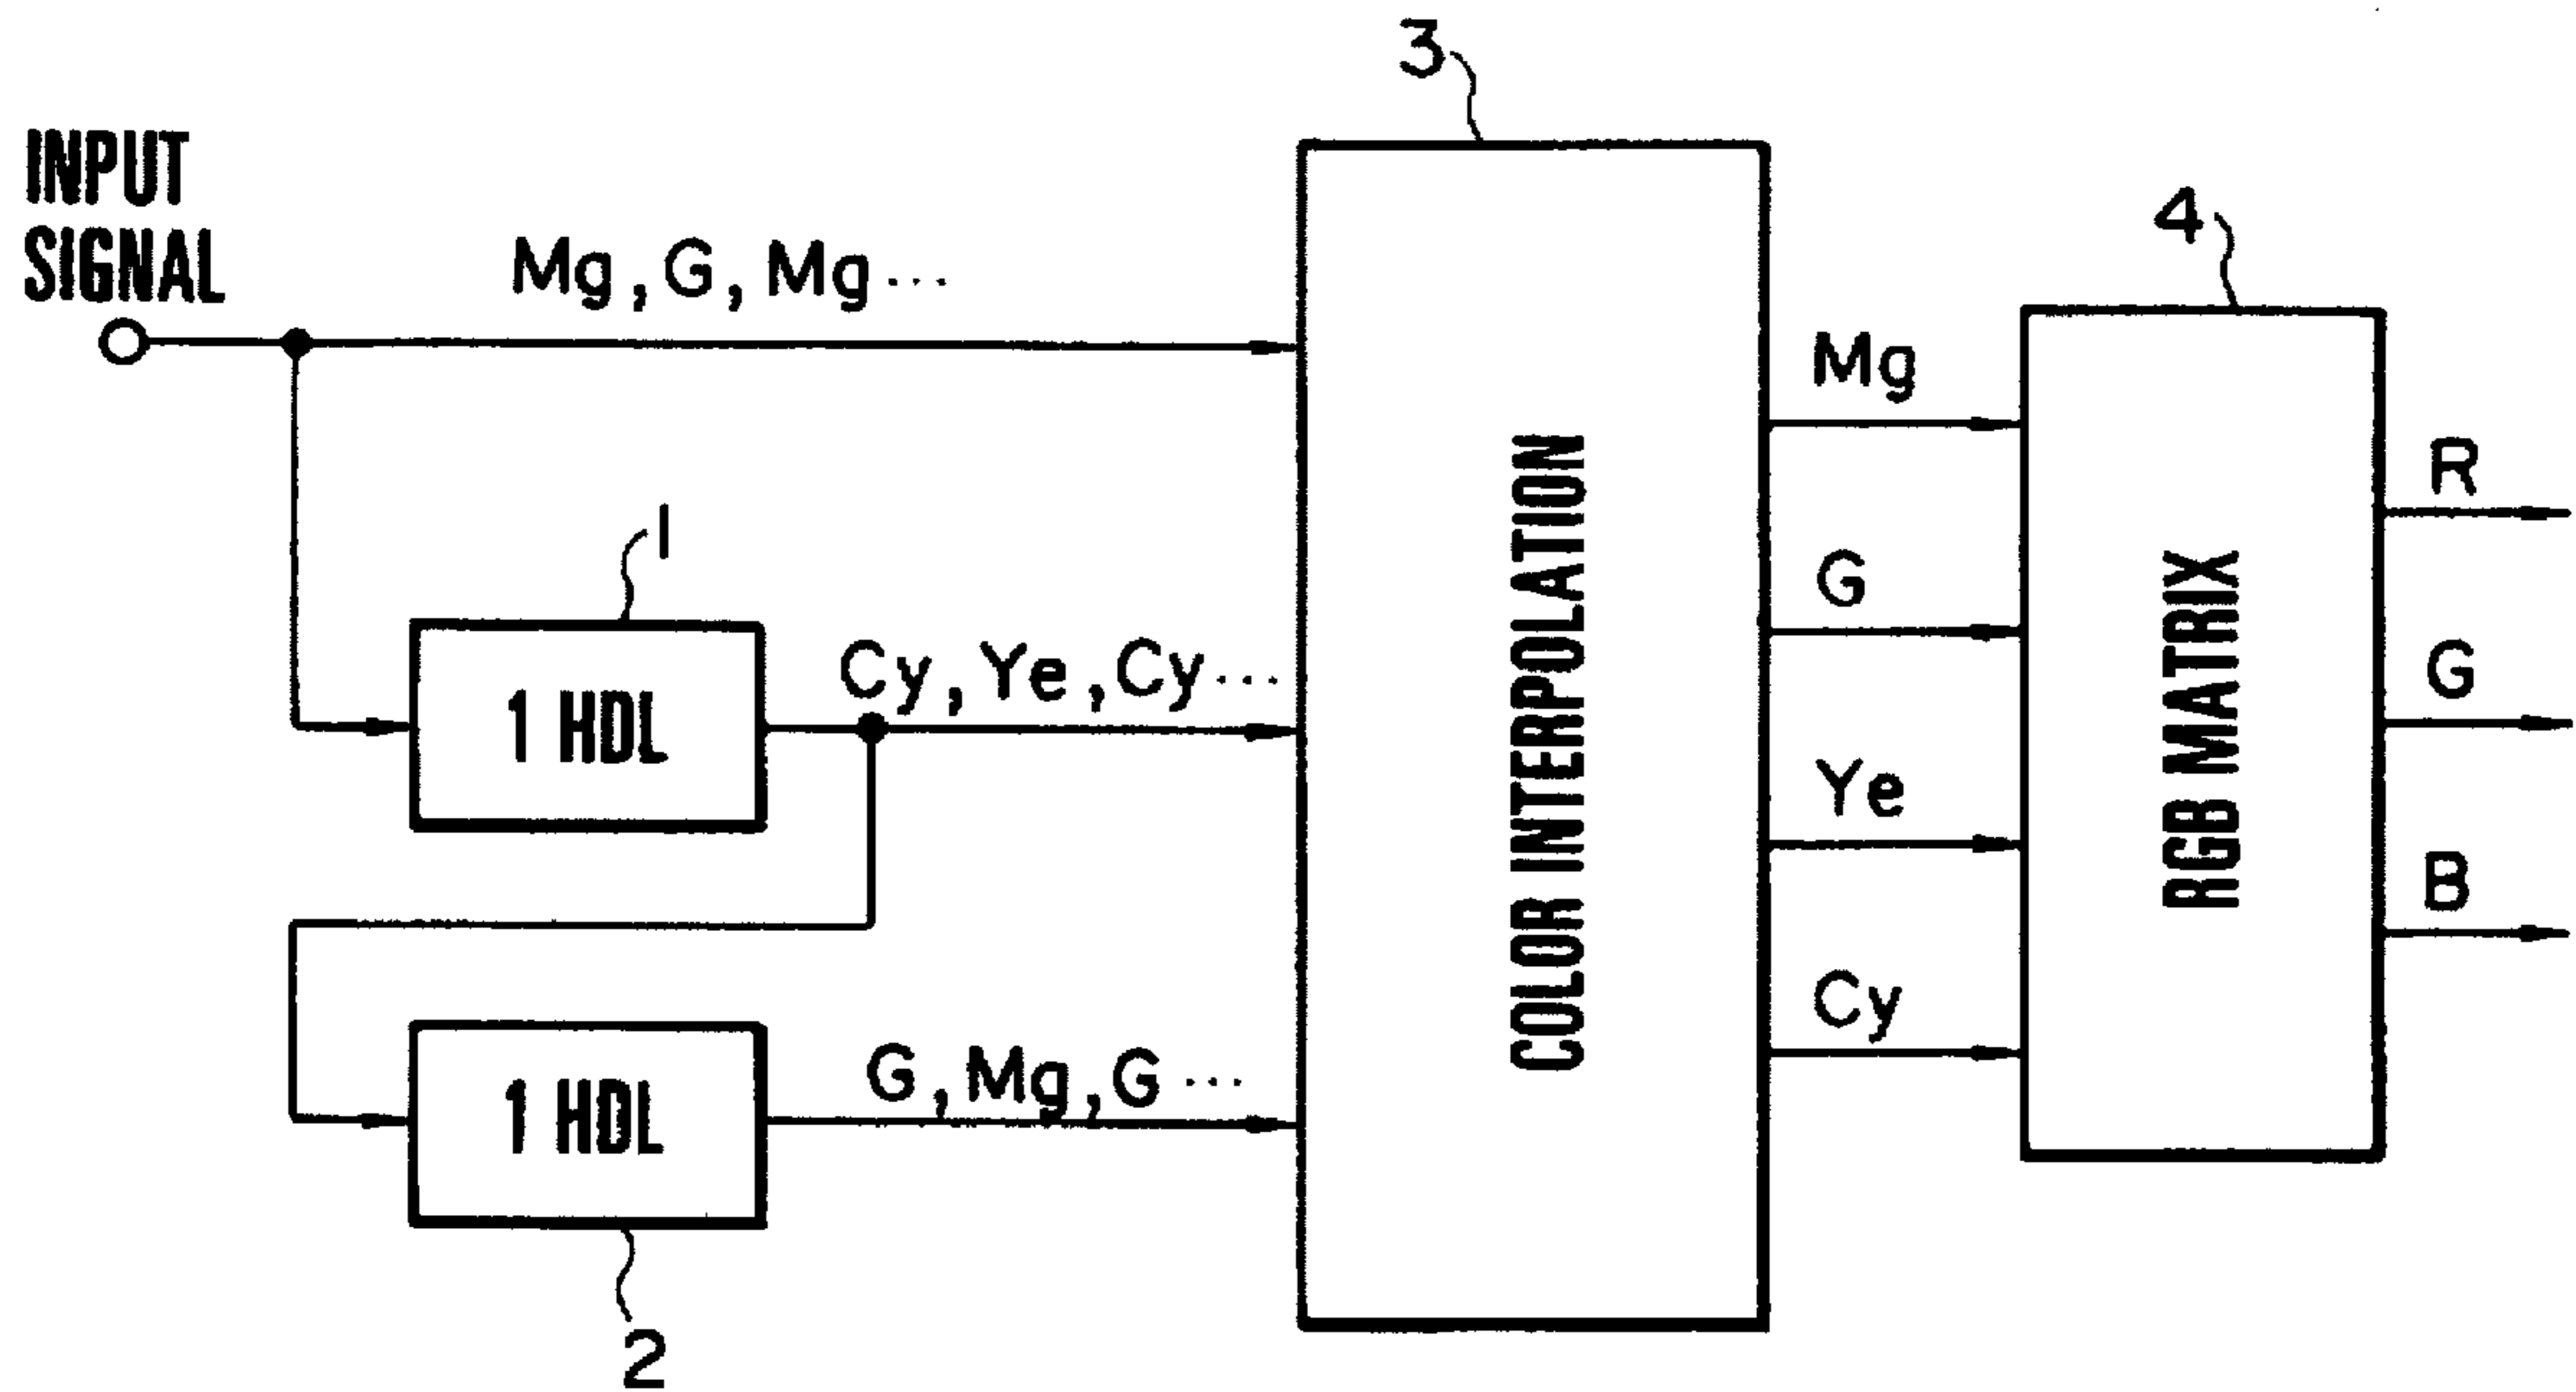 3
INPUT
SIGNAL
4
Mg, G, Mg...
Mg
R
1
G
G
1 HDL
Cy, Ye, Cy...
COLOR INTERPOLATION
RGB MATRIX
Ye
B
Cy
1 HDL
G, Mg, G...
2